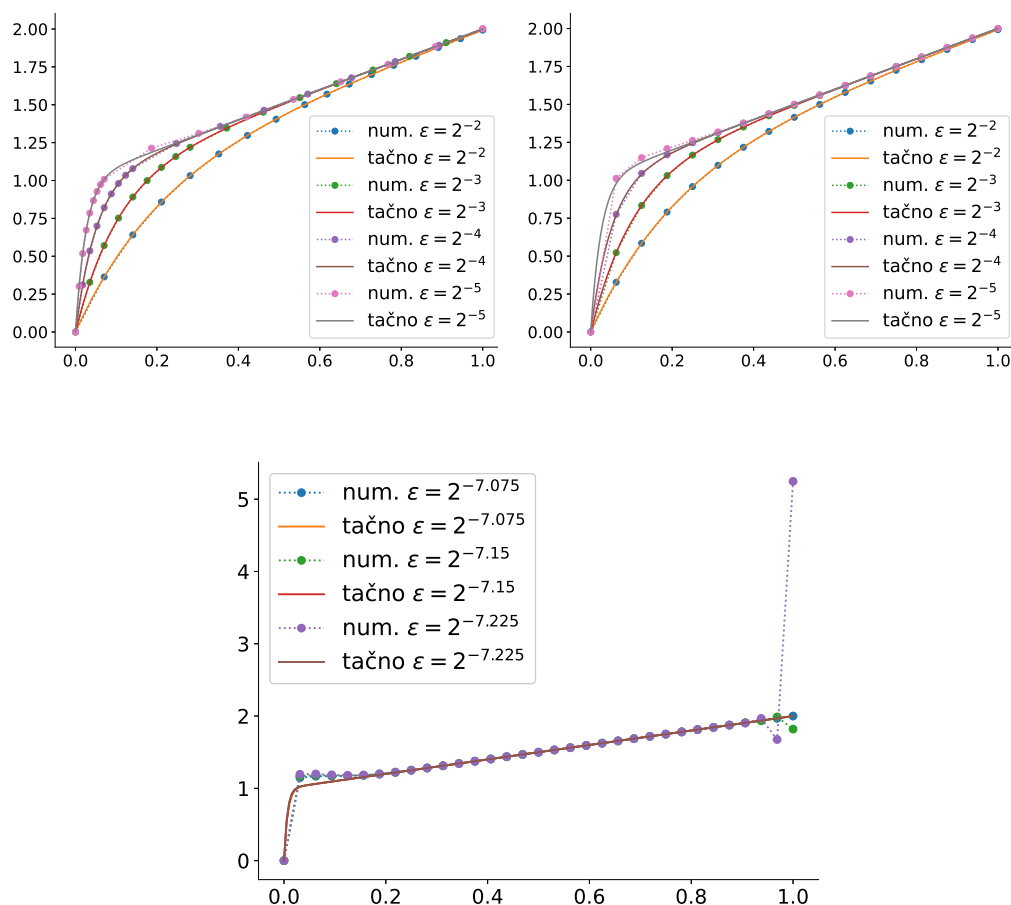 2.00
1.75
1.50
1.25
1.00
0.75
0.50
0.25
0.00
0.0 0.2 0.4 0.6 0.8 1.0
num. ε = 2⁻²
tačno ε = 2⁻²
num. ε = 2⁻³
tačno ε = 2⁻³
num. ε = 2⁻⁴
tačno ε = 2⁻⁴
num. ε = 2⁻⁵
tačno ε = 2⁻⁵
2.00
1.75
1.50
1.25
1.00
0.75
0.50
0.25
0.00
0.0 0.2 0.4 0.6 0.8 1.0
num. ε = 2⁻²
tačno ε = 2⁻²
num. ε = 2⁻³
tačno ε = 2⁻³
num. ε = 2⁻⁴
tačno ε = 2⁻⁴
num. ε = 2⁻⁵
tačno ε = 2⁻⁵
5
4
3
2
1
0
0.0 0.2 0.4 0.6 0.8 1.0
num. ε = 2^{-7.075}
tačno ε = 2^{-7.075}
num. ε = 2^{-7.15}
tačno ε = 2^{-7.15}
num. ε = 2^{-7.225}
tačno ε = 2^{-7.225}